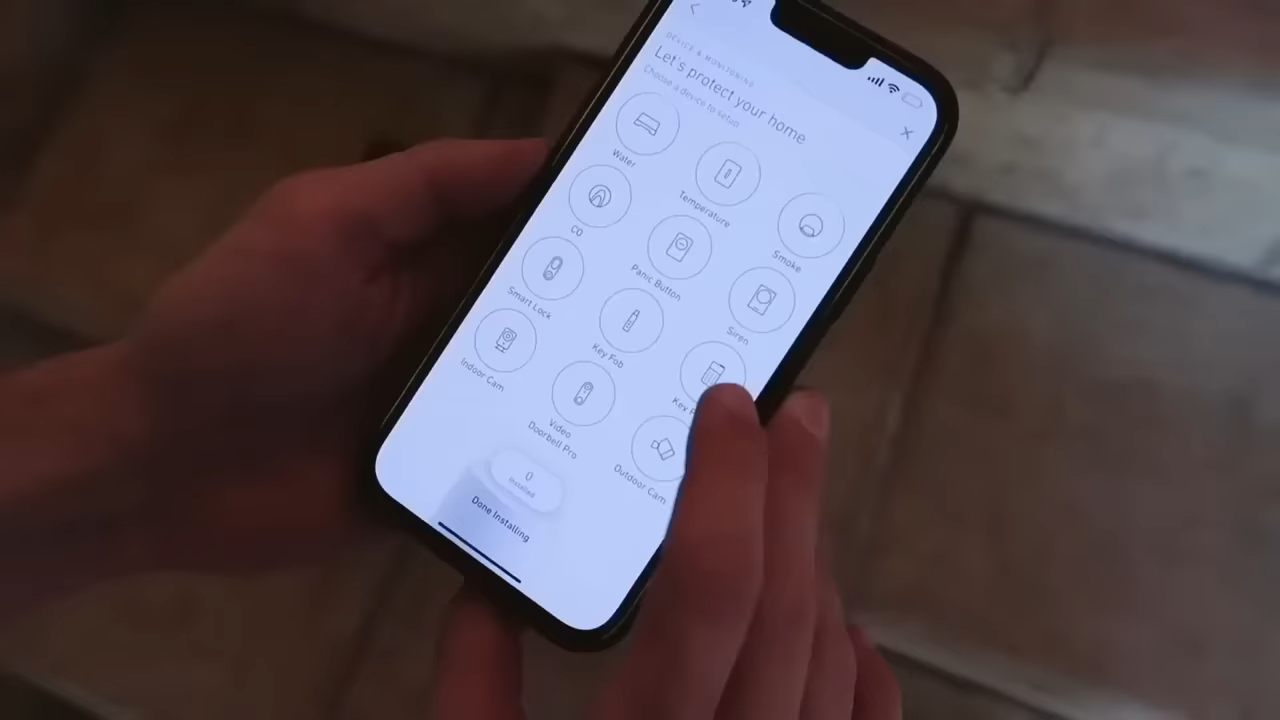 DEVICE & MONITORING
Let's protect your home
Choose a device to setup
Water
Temperature
Smoke
CO
Panic Button
Siren
Smart Lock
Key Fob
Key
Indoor Cam
Video
Doorbell Pro
Outdoor Cam
0
Installed
Done Installing